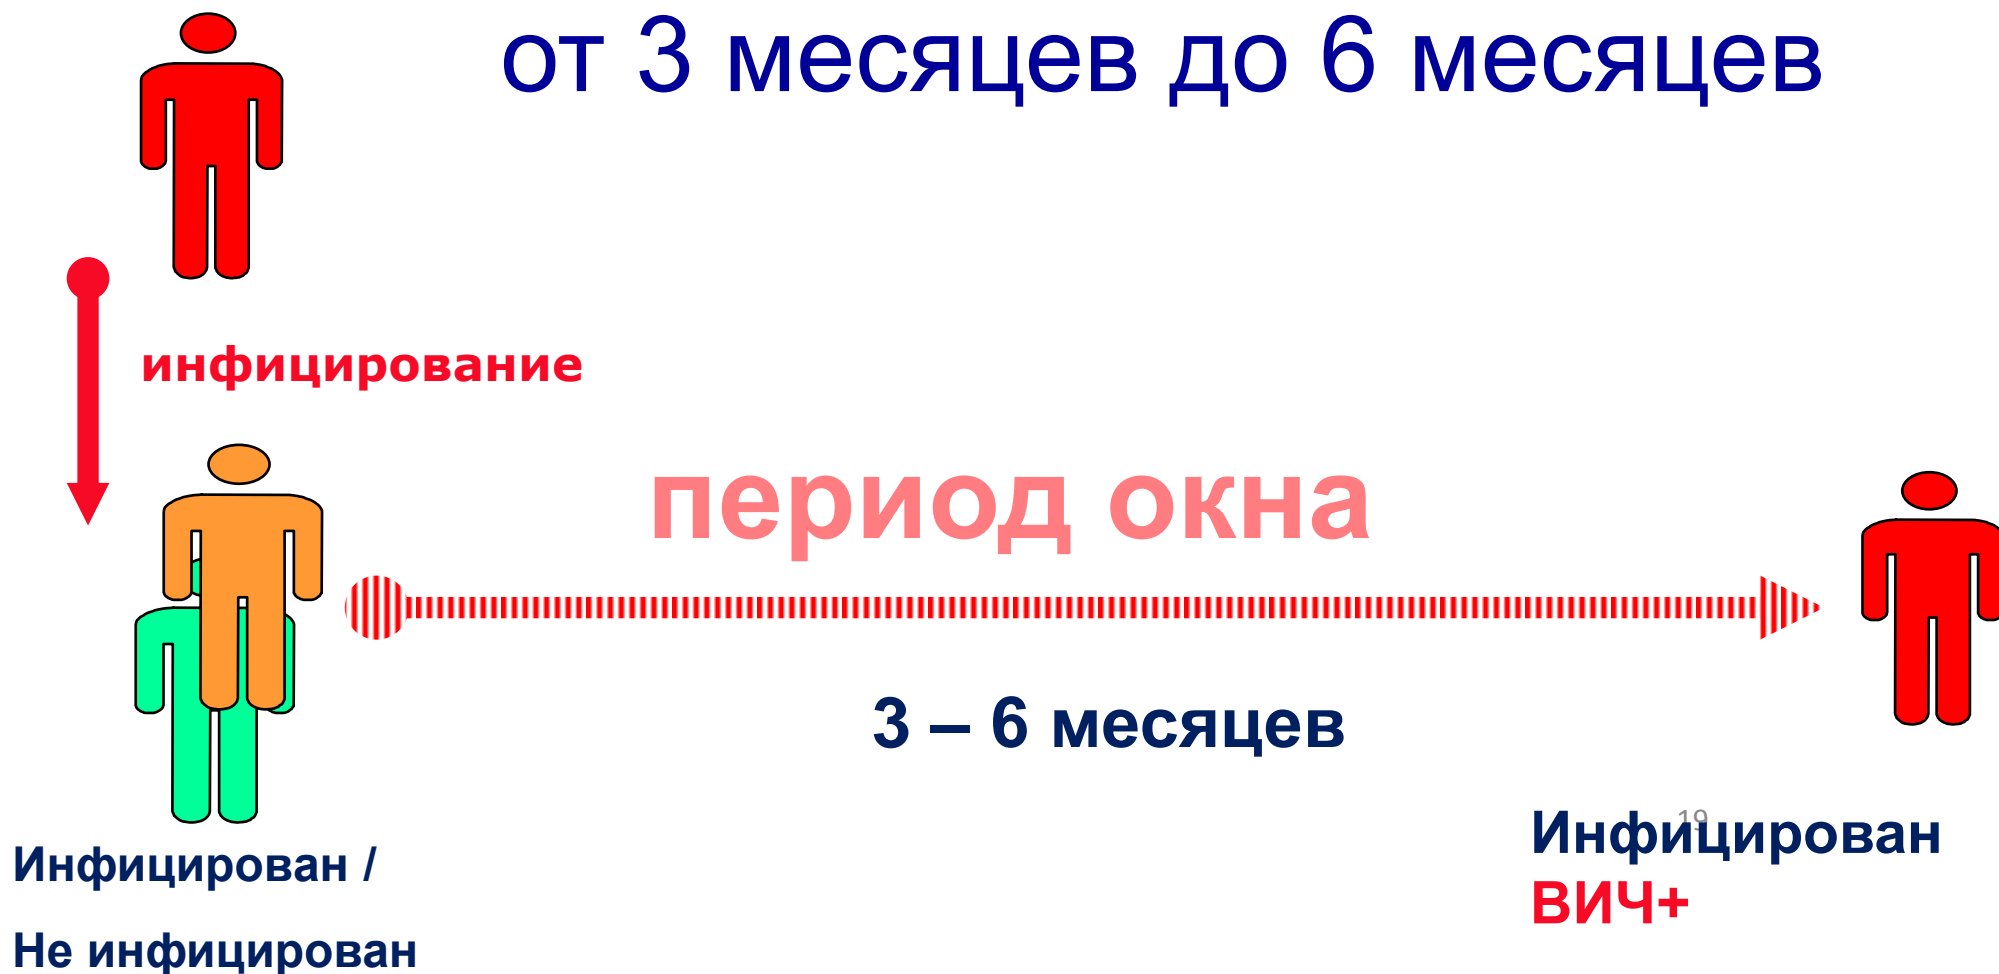 от 3 месяцев до 6 месяцев
инфицирование
период окна
3 – 6 месяцев
19
Инфицирован
ВИЧ+
Инфицирован /
Не инфицирован